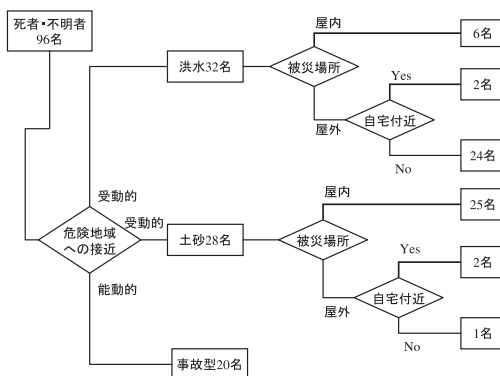 死者・不明者
96名
洪水32名
屋内
被災場所
屋外
6名
Yes
自宅付近
No
2名
24名
受動的
危険地域
への接近
受動的
能動的
土砂28名
屋内
被災場所
屋外
25名
Yes
自宅付近
No
2名
1名
事故型20名